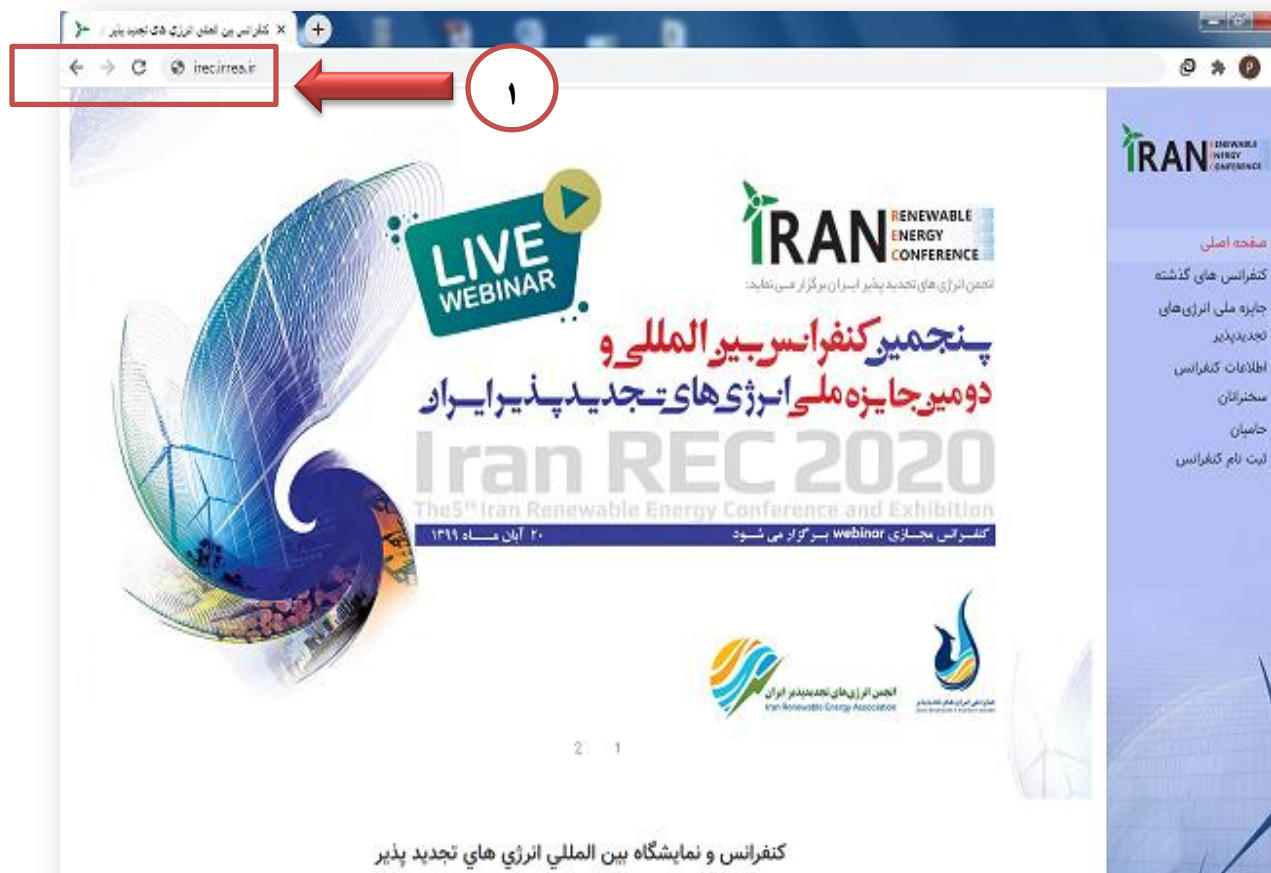 کنفرانس بین المللی انرژی های تجدید پذیر
irec.irrea.ir
۱
IRAN RENEWABLE ENERGY CONFERENCE
صفحه اصلی
کنفرانس های گذشته
جایزه ملی انرژی‌های
تجدیدپذیر
اطلاعات کنفرانس
سخنرانان
حامیان
ثبت نام کنفرانس
LIVE
WEBINAR
IRAN RENEWABLE
ENERGY
CONFERENCE
انجمن انرژی های تجدید پذیر ایران برگزار می نماید:
پنجمین کنفرانس بین المللی و
دومین جایزه ملی انرژی های تجدید پذیر ایران
Iran REC 2020
The5th Iran Renewable Energy Conference and Exhibition
کنفرانس مجازی webinar برگزار می شود ۲۰ آبان ماه ۱۳۹۹
انجمن انرژی‌های تجدیدپذیر ایران
Iran Renewable Energy Association
2 1
کنفرانس و نمایشگاه بین المللي انرژي هاي تجدید پذیر